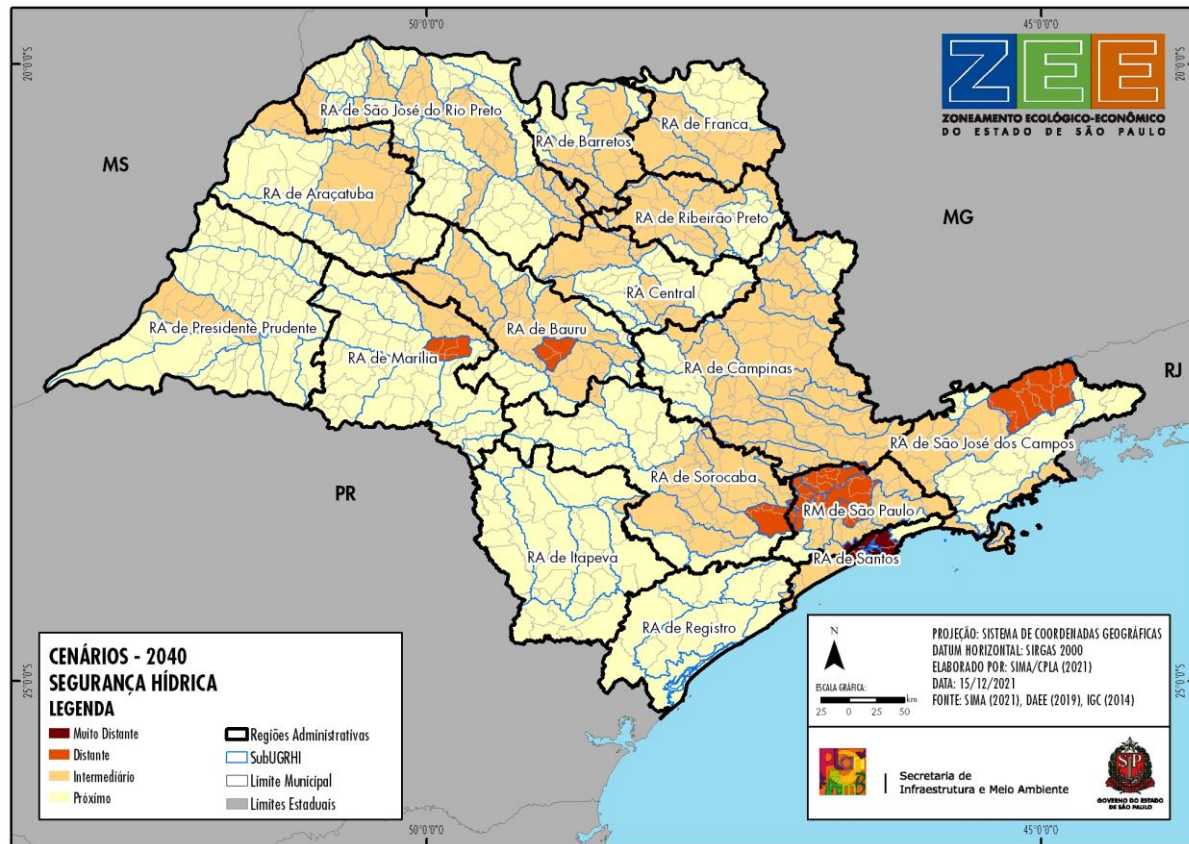 50°0'0"O
45°0'0"O
20°0'0"S
20°0'0"S
ZEE
ZONEAMENTO ECOLÓGICO-ECONÔMICO
DO ESTADO DE SÃO PAULO
RA de São José do Rio Preto
RA de Franca
RA de Barretos
MS
RA de Araçatuba
RA de Ribeirão Preto
MG
RA Central
RA de Presidente Prudente
RA de Bauru
RA de Marília
RA de Campinas
RJ
RA de São José dos Campos
RA de Sorocaba
PR
RM de São Paulo
RA de Itapeva
RA de Santos
RA de Registro
CENÁRIOS - 2040
SEGURANÇA HÍDRICA
LEGENDA
Muito Distante
Distante
Intermediário
Próximo
Regiões Administrativas
SubUGRHI
Limite Municipal
Limites Estaduais
N
ESCALA GRÁFICA:
25 0 25 50 km
PROJEÇÃO: SISTEMA DE COORDENADAS GEOGRÁFICAS
DATUM HORIZONTAL: SIRGAS 2000
ELABORADO POR: SIMA/CPLA (2021)
DATA: 15/12/2021
FONTE: SIMA (2021), DAEE (2019), IGC (2014)
Secretaria de
Infraestrutura e Meio Ambiente
SP
GOVERNO DO ESTADO
DE SÃO PAULO
25°0'0"S
25°0'0"S
50°0'0"O
45°0'0"O